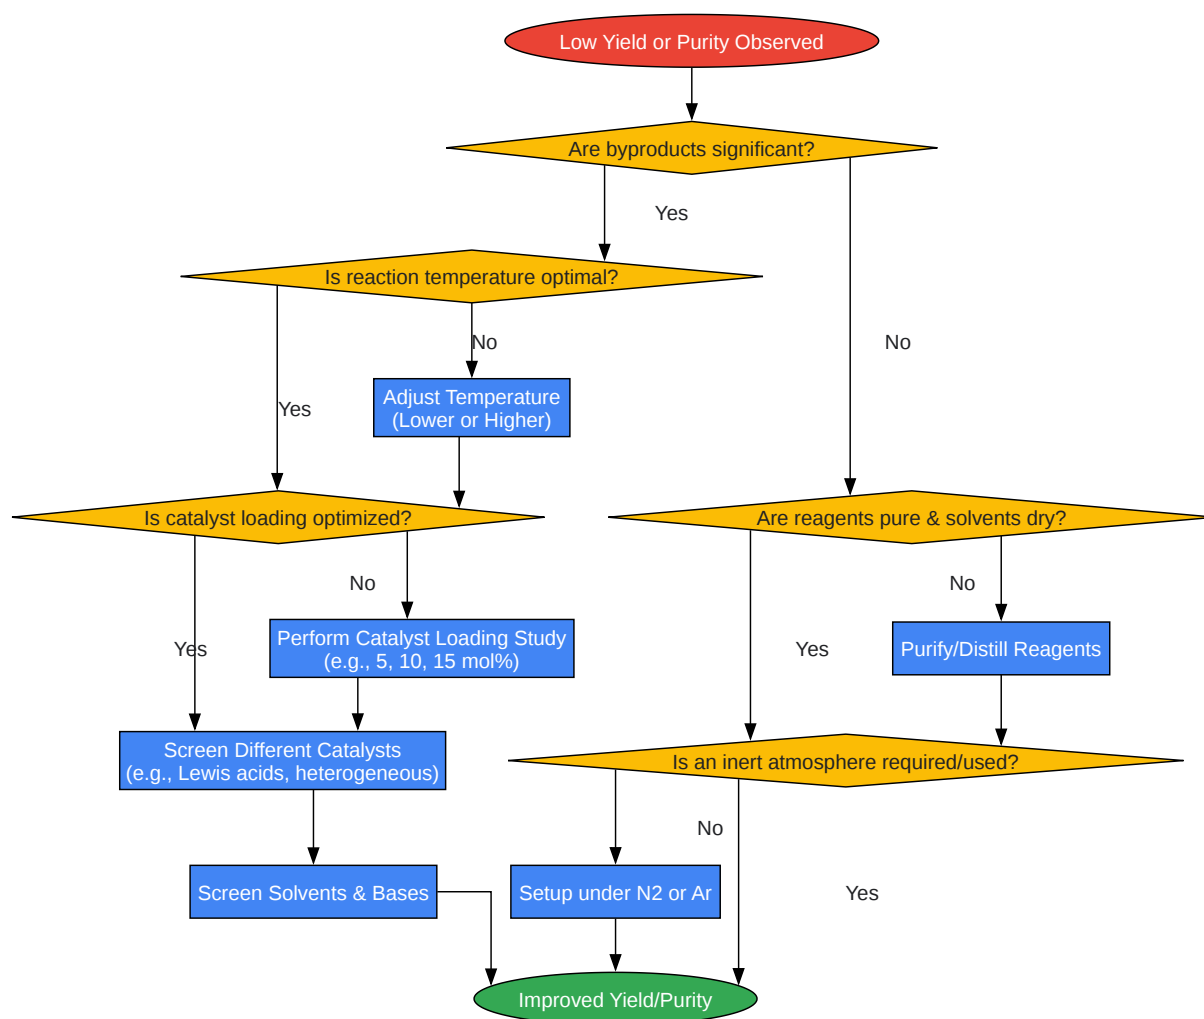 Low Yield or Purity Observed
Are byproducts significant?
Yes
Is reaction temperature optimal?
No
No
Adjust Temperature
(Lower or Higher)
Yes
Is catalyst loading optimized?
Are reagents pure & solvents dry?
No
No
Perform Catalyst Loading Study
(e.g., 5, 10, 15 mol%)
Yes
Yes
Purify/Distill Reagents
Screen Different Catalysts
(e.g., Lewis acids, heterogeneous)
Is an inert atmosphere required/used?
No
Screen Solvents & Bases
Setup under N2 or Ar
Yes
Improved Yield/Purity